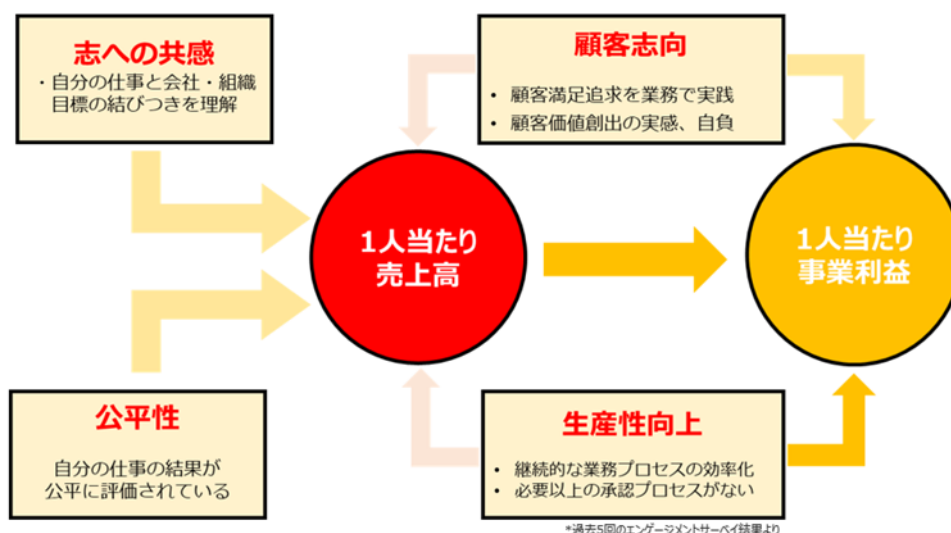 志への共感
・自分の仕事と会社・組織
目標の結びつきを理解
顧客志向
• 顧客満足追求を業務で実践
• 顧客価値創出の実感、自負
1人当たり
売上高
1人当たり
事業利益
公平性
自分の仕事の結果が
公平に評価されている
生産性向上
• 継続的な業務プロセスの効率化
• 必要以上の承認プロセスがない
*過去5回のエンゲージメントサーベイ結果より